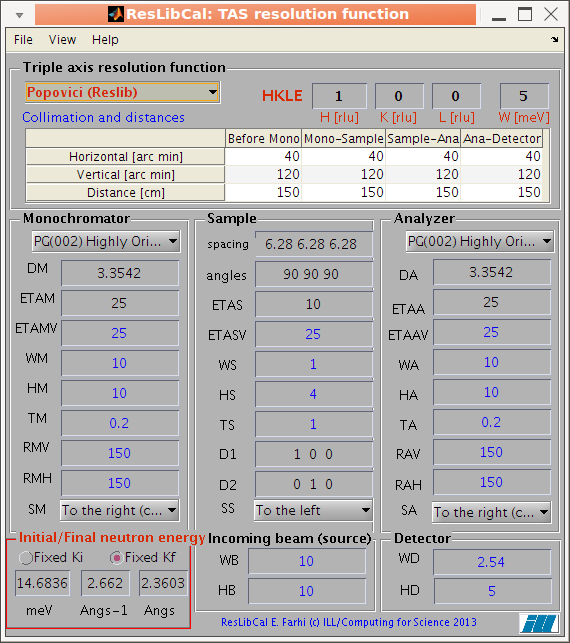 ResLibCal: TAS resolution function
File View Help
Triple axis resolution function
Popovici (Reslib) HKLE 1 0 0 5
H [rlu] K [rlu] L [rlu] W [meV]
Collimation and distances
Before Mono Mono-Sample Sample-Ana Ana-Detector
Horizontal [arc min] 40 40 40 40
Vertical [arc min] 120 120 120 120
Distance [cm] 150 150 150 150
Monochromator
PG(002) Highly Ori...
DM 3.3542
ETAM 25
ETAMV 25
WM 10
HM 10
TM 0.2
RMV 150
RMH 150
SM To the right (c...
Sample
spacing 6.28 6.28 6.28
angles 90 90 90
ETAS 10
ETASV 25
WS 1
HS 4
TS 1
D1 1 0 0
D2 0 1 0
SS To the left
Analyzer
PG(002) Highly Ori...
DA 3.3542
ETAA 25
ETAAV 25
WA 10
HA 10
TA 0.2
RAV 150
RAH 150
SA To the right (c...
Initial/Final neutron energy
Fixed Ki Fixed Kf
14.6836 2.662 2.3603
meV Angs-1 Angs
Incoming beam (source)
WB 10
HB 10
Detector
WD 2.54
HD 5
ResLibCal E. Farhi (c) ILL/Computing for Science 2013
ill